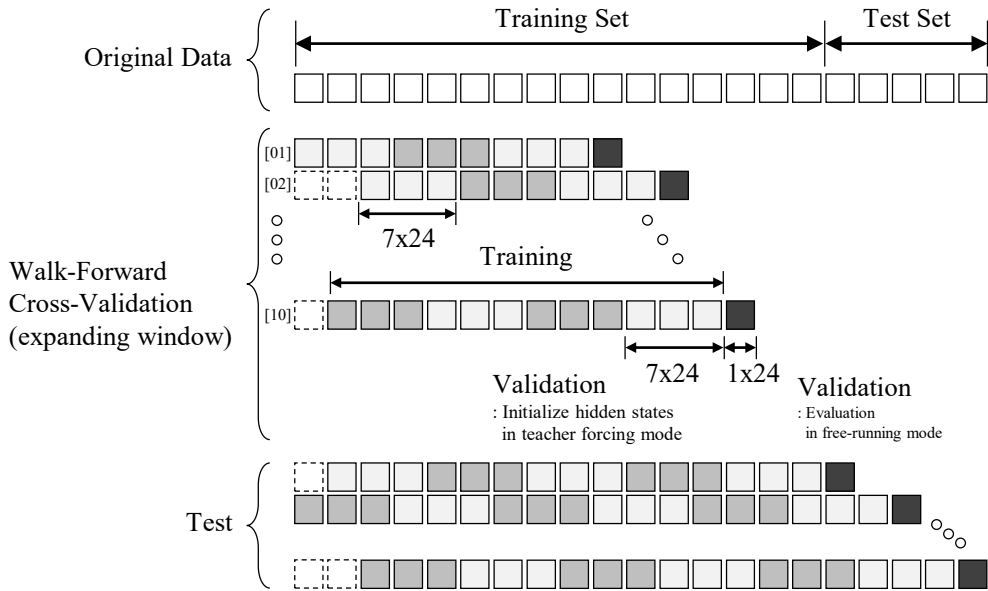 Training Set
Test Set
Original Data
[01]
[02]
7x24
Training
Walk-Forward
Cross-Validation
(expanding window)
[10]
7x24
1x24
Validation
: Initialize hidden states
in teacher forcing mode
Validation
: Evaluation
in free-running mode
Test